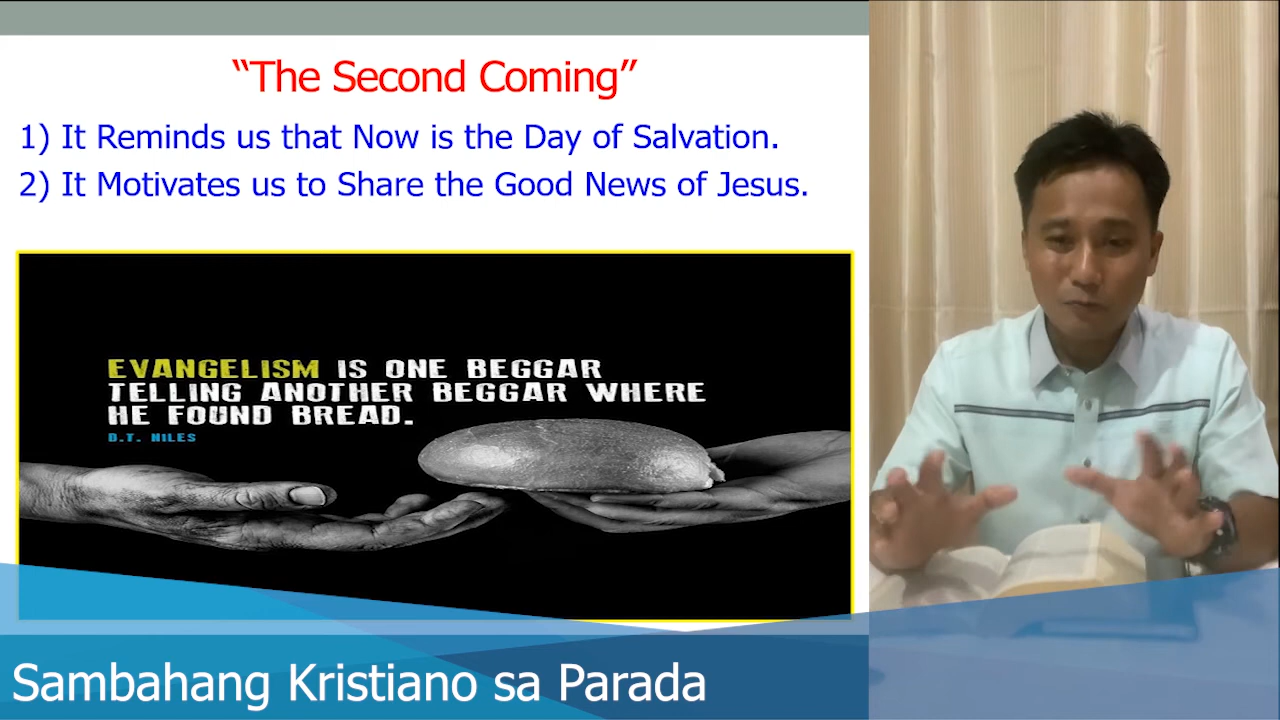 “The Second Coming”
1) It Reminds us that Now is the Day of Salvation.
2) It Motivates us to Share the Good News of Jesus.
EVANGELISM IS ONE BEGGAR
TELLING ANOTHER BEGGAR WHERE
HE FOUND BREAD.
D.T. NILES
Sambahang Kristiano sa Parada